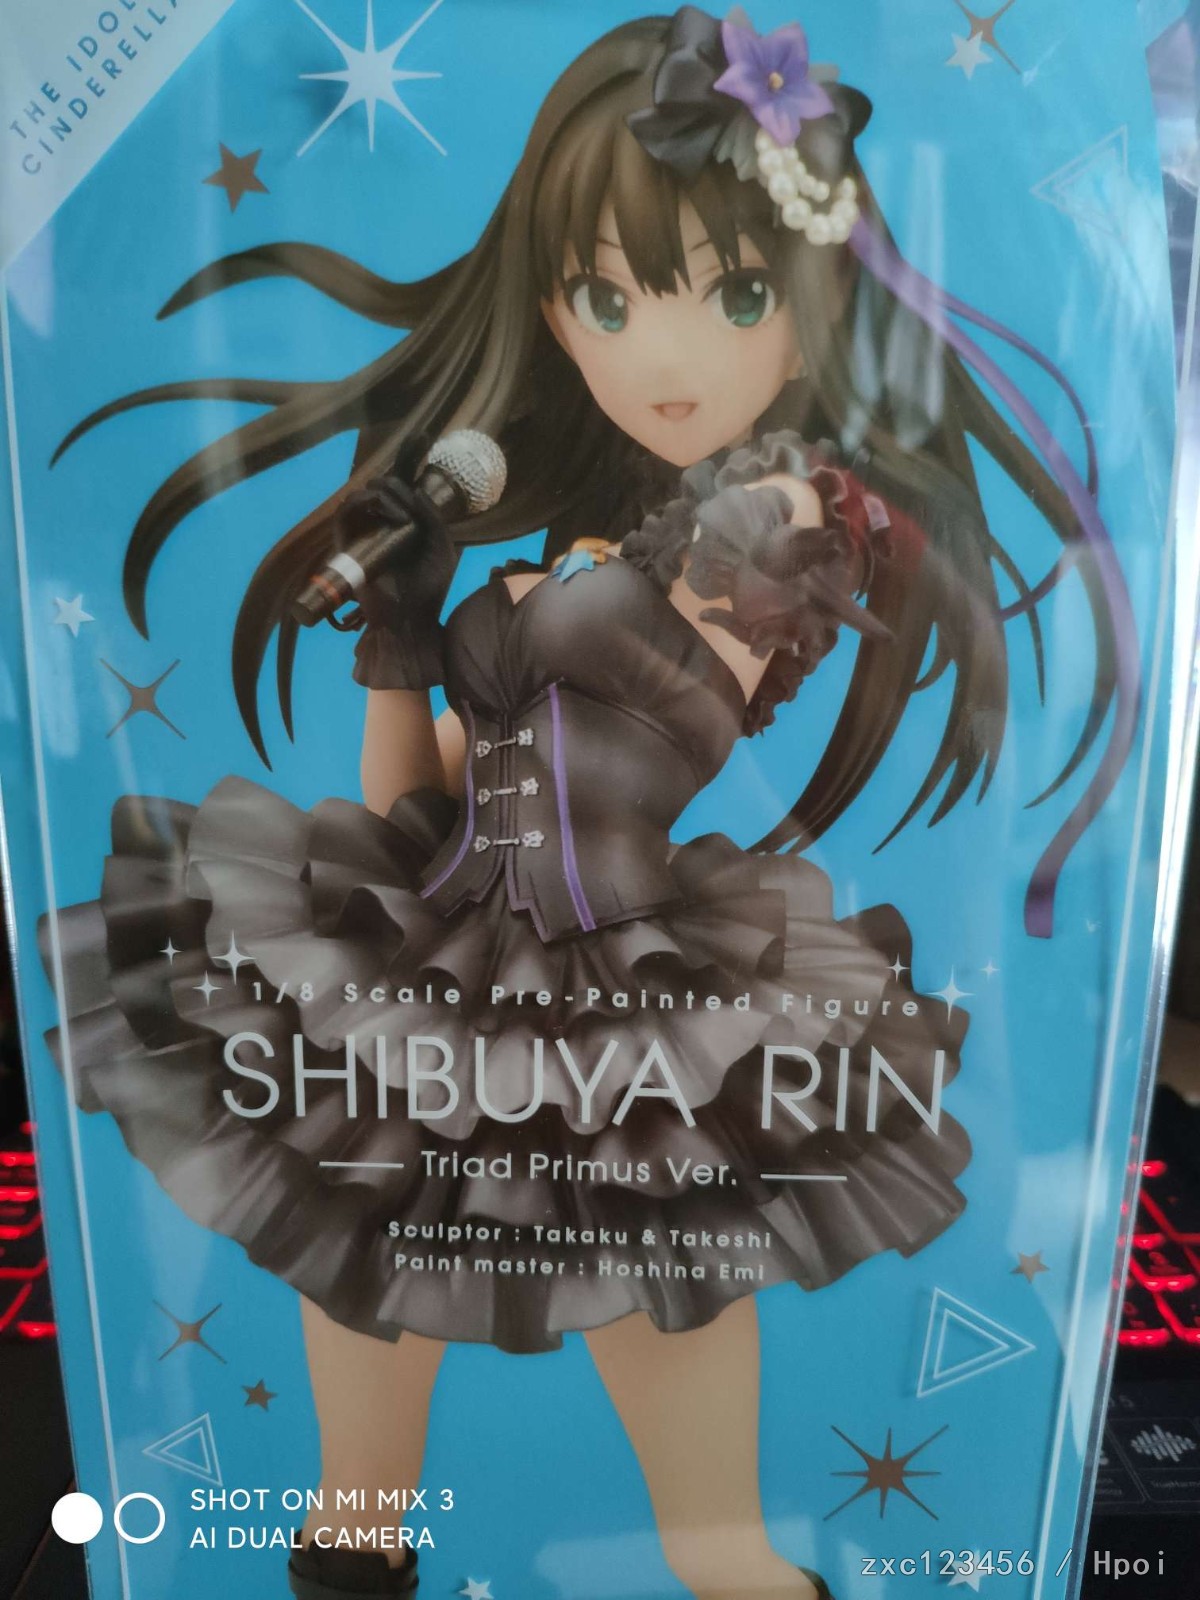 THE IDOL
CINDERELLA
1/8 Scale Pre-Painted Figure
SHIBUYA RIN
Triad Primus Ver.
Sculptor : Takaku & Takeshi
Paint master : Hoshina Emi
SHOT ON MI MIX 3
AI DUAL CAMERA
zxc123456 / Hpoi